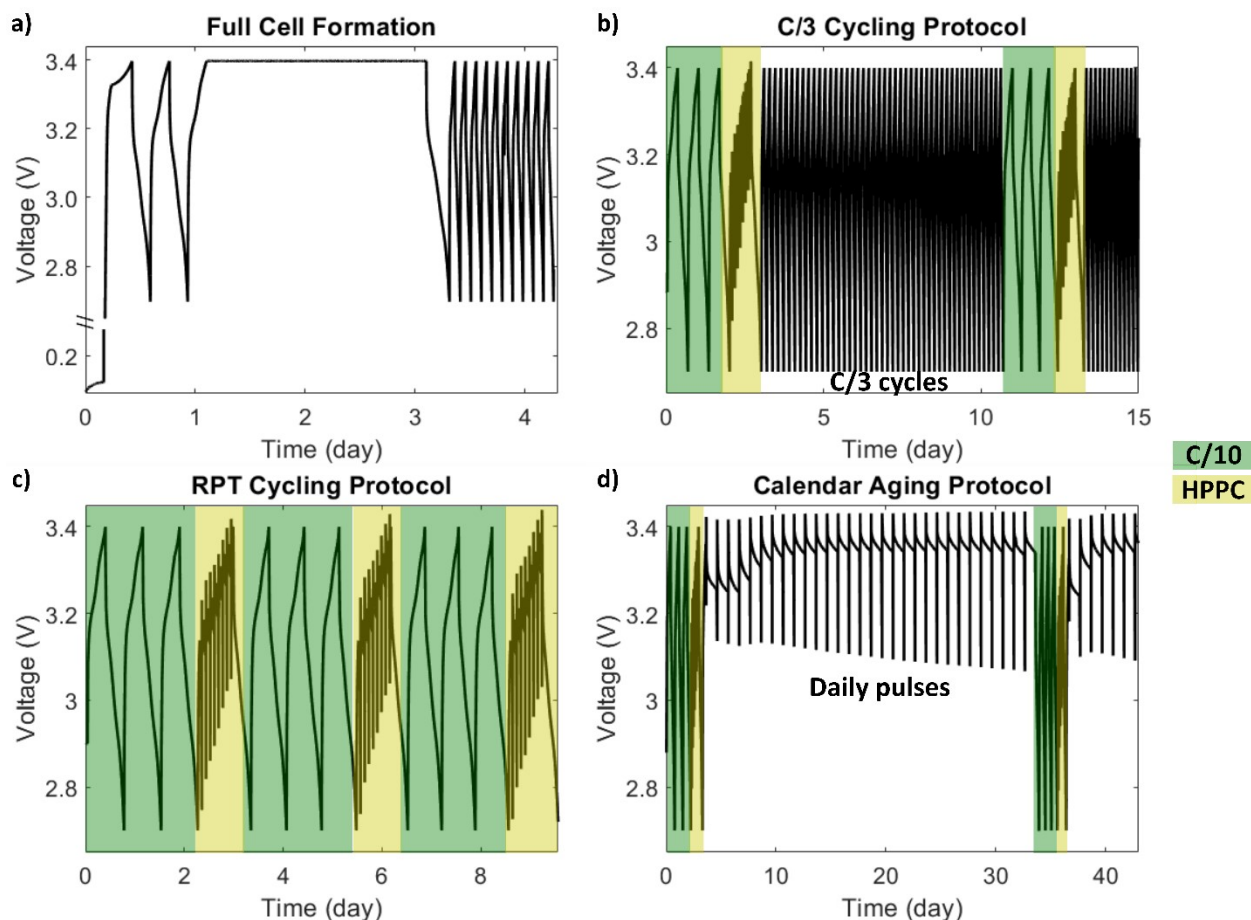 a)
Full Cell Formation
Voltage (V)
3.4
3.2
3.0
2.8
0.2
0
1
2
3
4
Time (day)
b)
C/3 Cycling Protocol
Voltage (V)
3.4
3.2
3
2.8
C/3 cycles
0
5
10
15
Time (day)
C/10
HPPC
c)
RPT Cycling Protocol
Voltage (V)
3.4
3.2
3
2.8
0
2
4
6
8
Time (day)
d)
Calendar Aging Protocol
Voltage (V)
3.4
3.2
3
2.8
Daily pulses
0
10
20
30
40
Time (day)